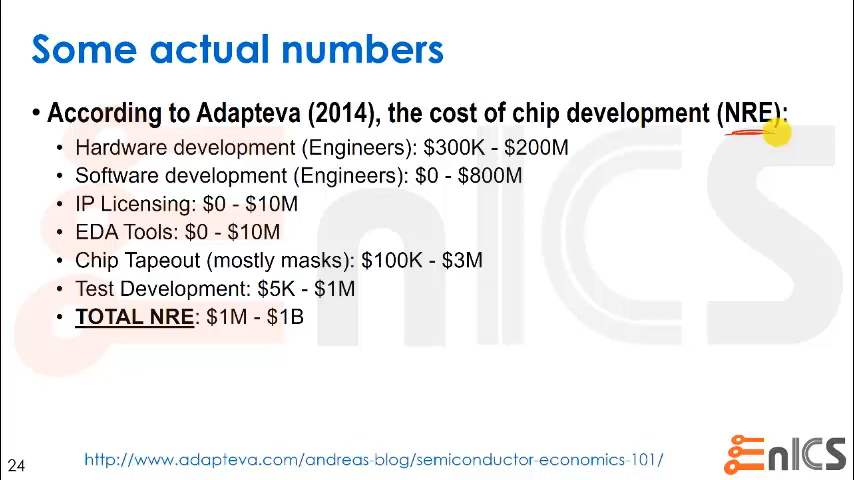 Some actual numbers
• According to Adapteva (2014), the cost of chip development (NRE):
• Hardware development (Engineers): $300K - $200M
• Software development (Engineers): $0 - $800M
• IP Licensing: $0 - $10M
• EDA Tools: $0 - $10M
• Chip Tapeout (mostly masks): $100K - $3M
• Test Development: $5K - $1M
• TOTAL NRE: $1M - $1B
24
http://www.adapteva.com/andreas-blog/semiconductor-economics-101/
EnICS
EnICS